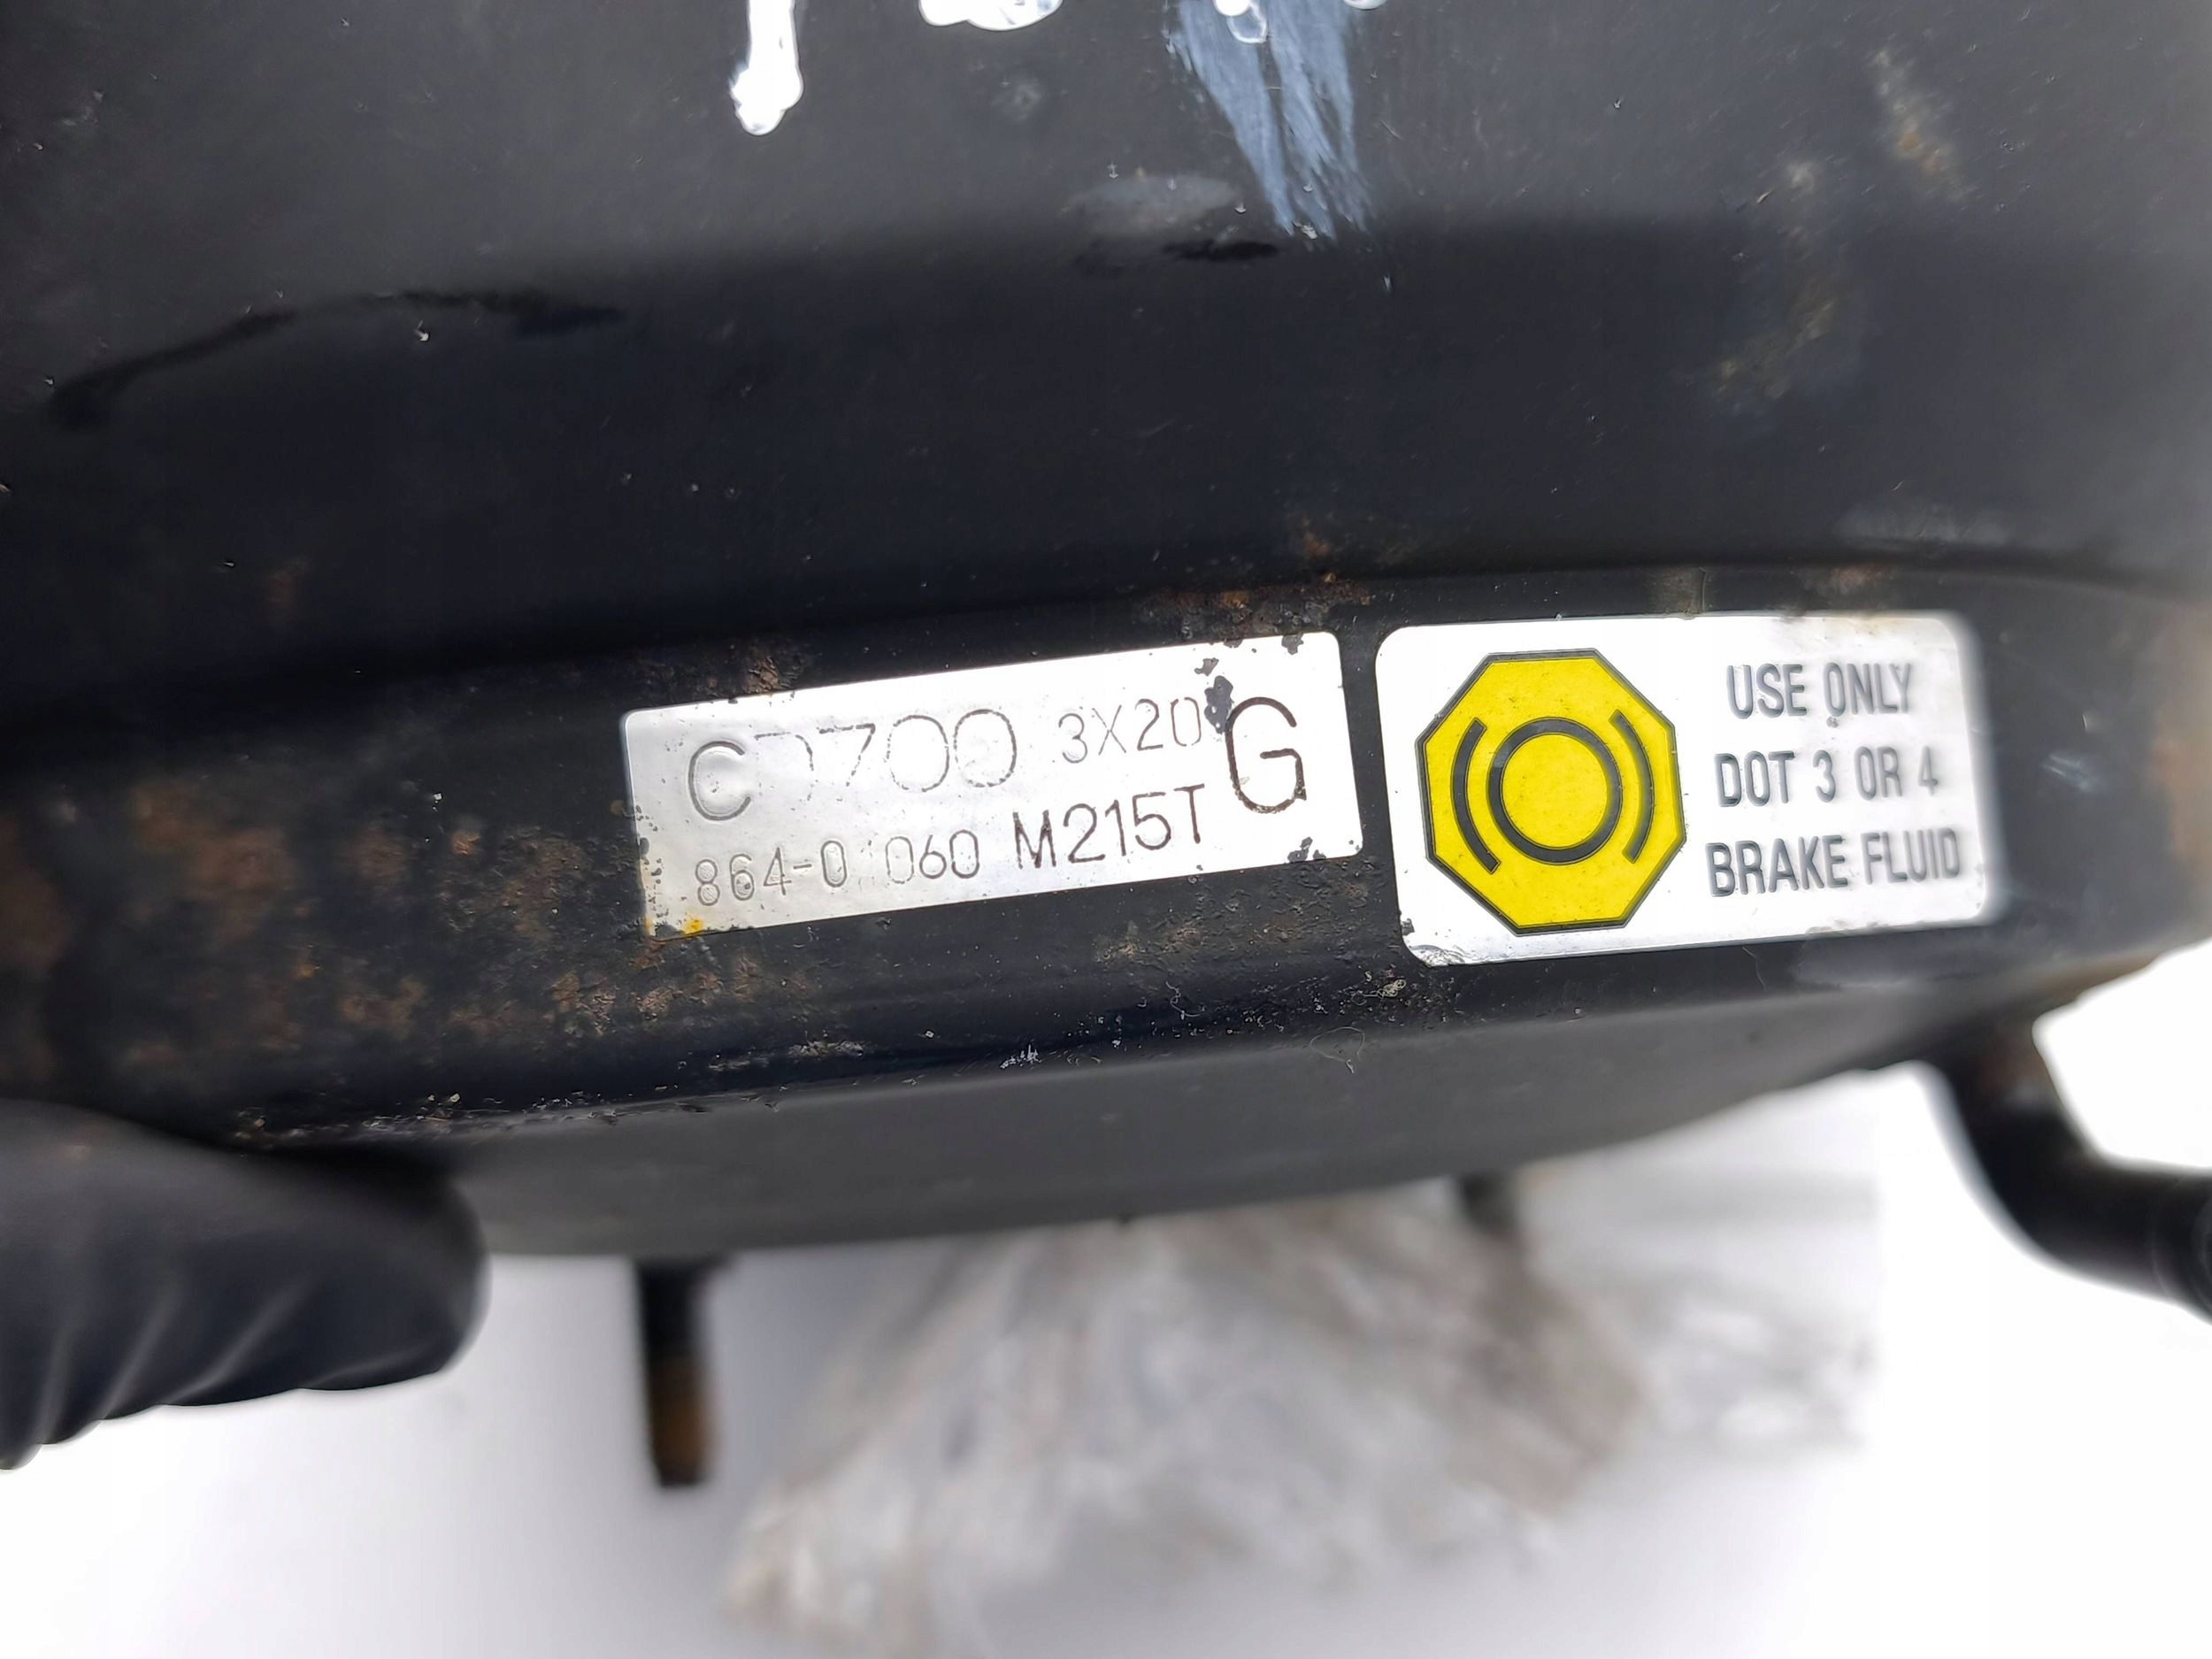 3X20 G
M215T
USE ONLY
DOT 3 OR 4
BRAKE FLUID